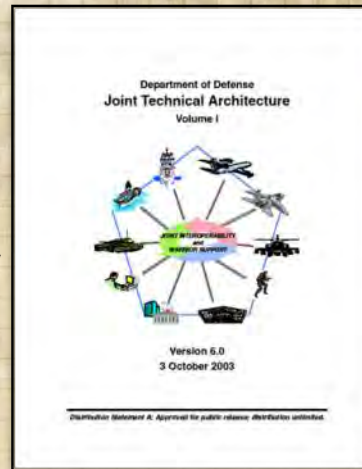 Department of Defense
Joint Technical Architecture
Volume I
JOINT INTEROPERABILITY
and
WARRIOR SUPPORT
Version 6.0
3 October 2003
Distribution Statement A: Approved for public release; distribution unlimited.